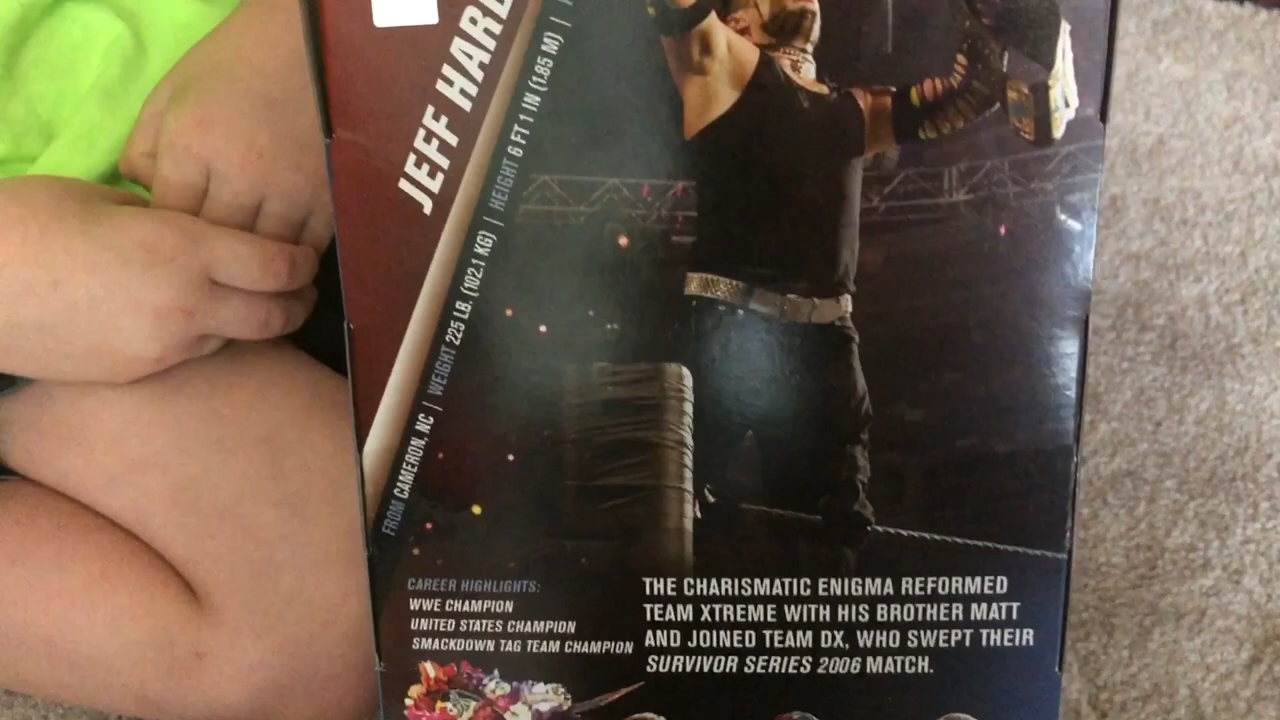 JEFF HARD
FROM CAMERON, NC | WEIGHT 225 LB. (102.1 KG) | HEIGHT 6 FT 1 IN (1.85 M) |
CAREER HIGHLIGHTS:
WWE CHAMPION
UNITED STATES CHAMPION
SMACKDOWN TAG TEAM CHAMPION
THE CHARISMATIC ENIGMA REFORMED
TEAM XTREME WITH HIS BROTHER MATT
AND JOINED TEAM DX, WHO SWEPT THEIR
SURVIVOR SERIES 2006 MATCH.